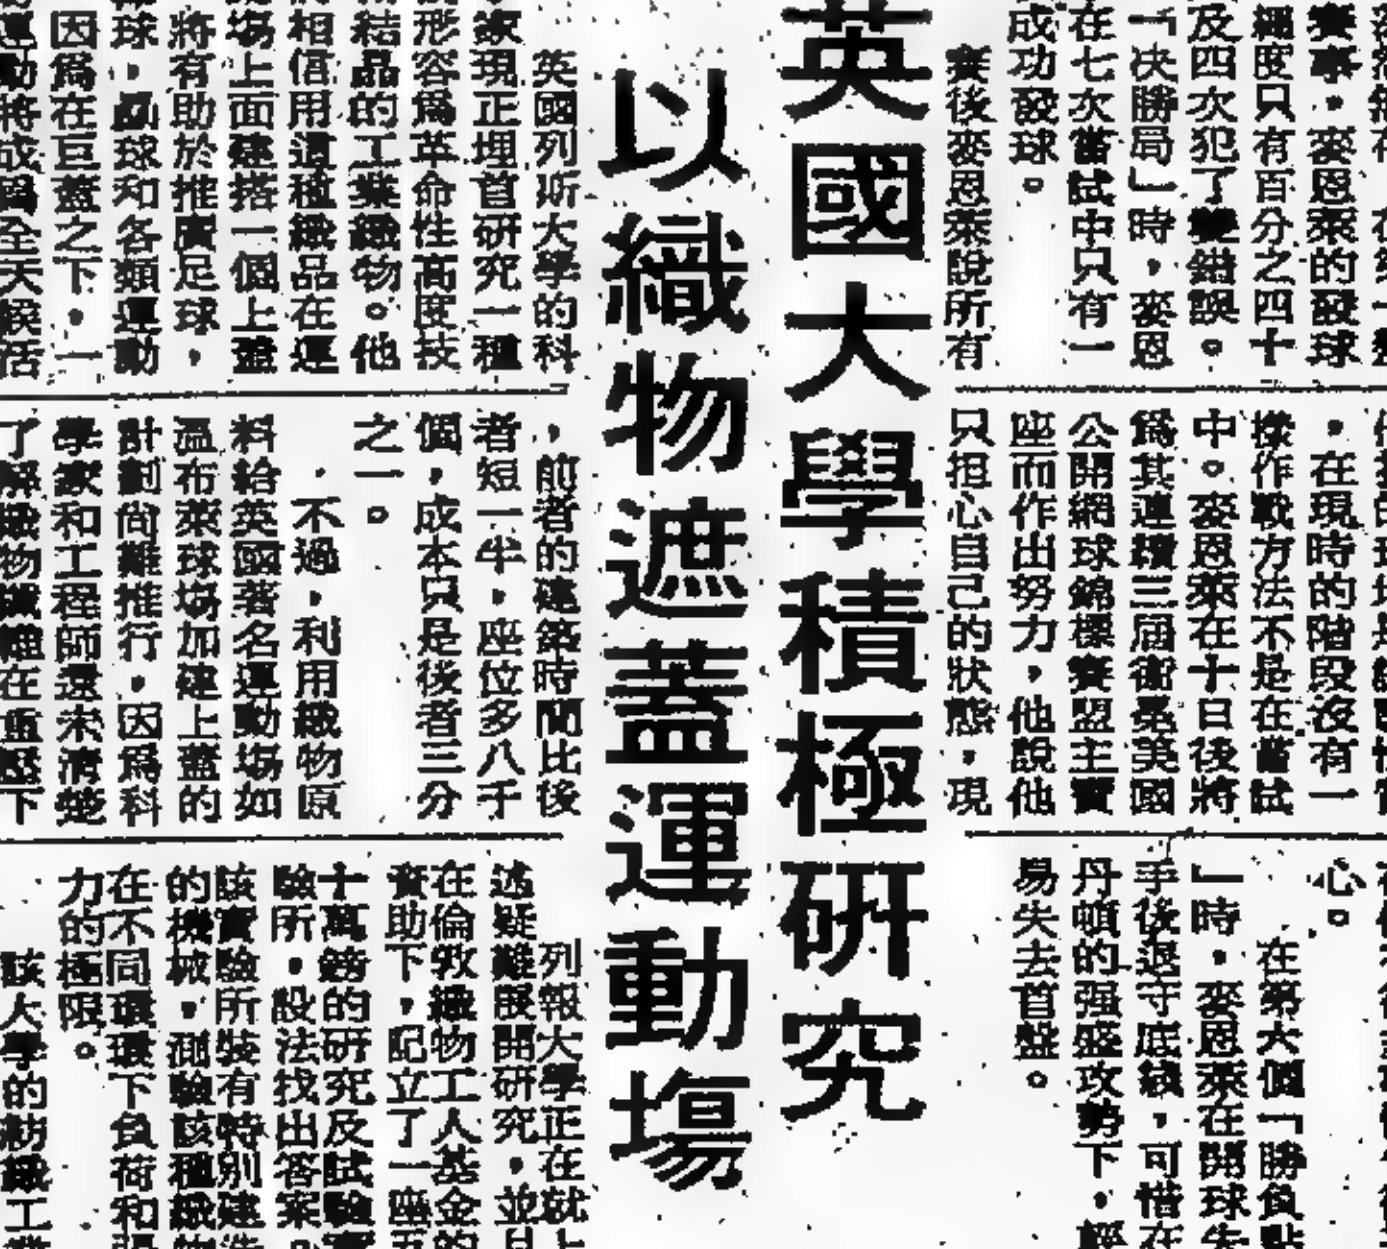 賽事，麥恩萊的發球
度只有百分之四十
及四次犯了雙錯誤。
「决勝局」時，麥恩
在七次嘗試中只有一
成功發球。
賽後麥恩萊說所有
，在現時的階段沒有一
樣作戰方法不是在嘗試
中。麥恩萊在十日後將
爲其連續三屆衛冕美國
公開網球錦標賽盟主寶
座而作出努力，他說他
只担心自己的狀態，現
心。
在第六個「勝負點
」時，麥恩萊在開球失
手後退守底綫，可惜在
丹頓的强盛攻勢下，輕
易失去首盤。
英國大學積極研究
以織物遮蓋運動場
英國列斯大學的科
家現正埋首研究一種
形容爲革命性高度技
結晶的工業織物。他
相信用這種織品在運
場上面建搭一個上蓋
將有助於推廣足球，
球，壘球和各類運動
因爲在巨蓋之下，一
運動將成爲全天候活
，前者的建築時間比後
者短一半，座位多八千
個，成本只是後者三分
之一。
不過，利用織物原
料給英國著名運動場如
溫布萊球場加建上蓋的
計劃尚難推行，因爲科
學家和工程師還未清楚
了解織物纖維在重壓下
列報大學正在就上
述疑難展開研究，並且
在倫敦織物工人基金的
資助下，記立了一座五
十萬鎊的研究及試驗實
驗所，設法找出答案。
該實驗所裝有特別建造
的機械，測驗該種織物
在不同環環下負荷和張
力的極限。
該大學的紡織工業